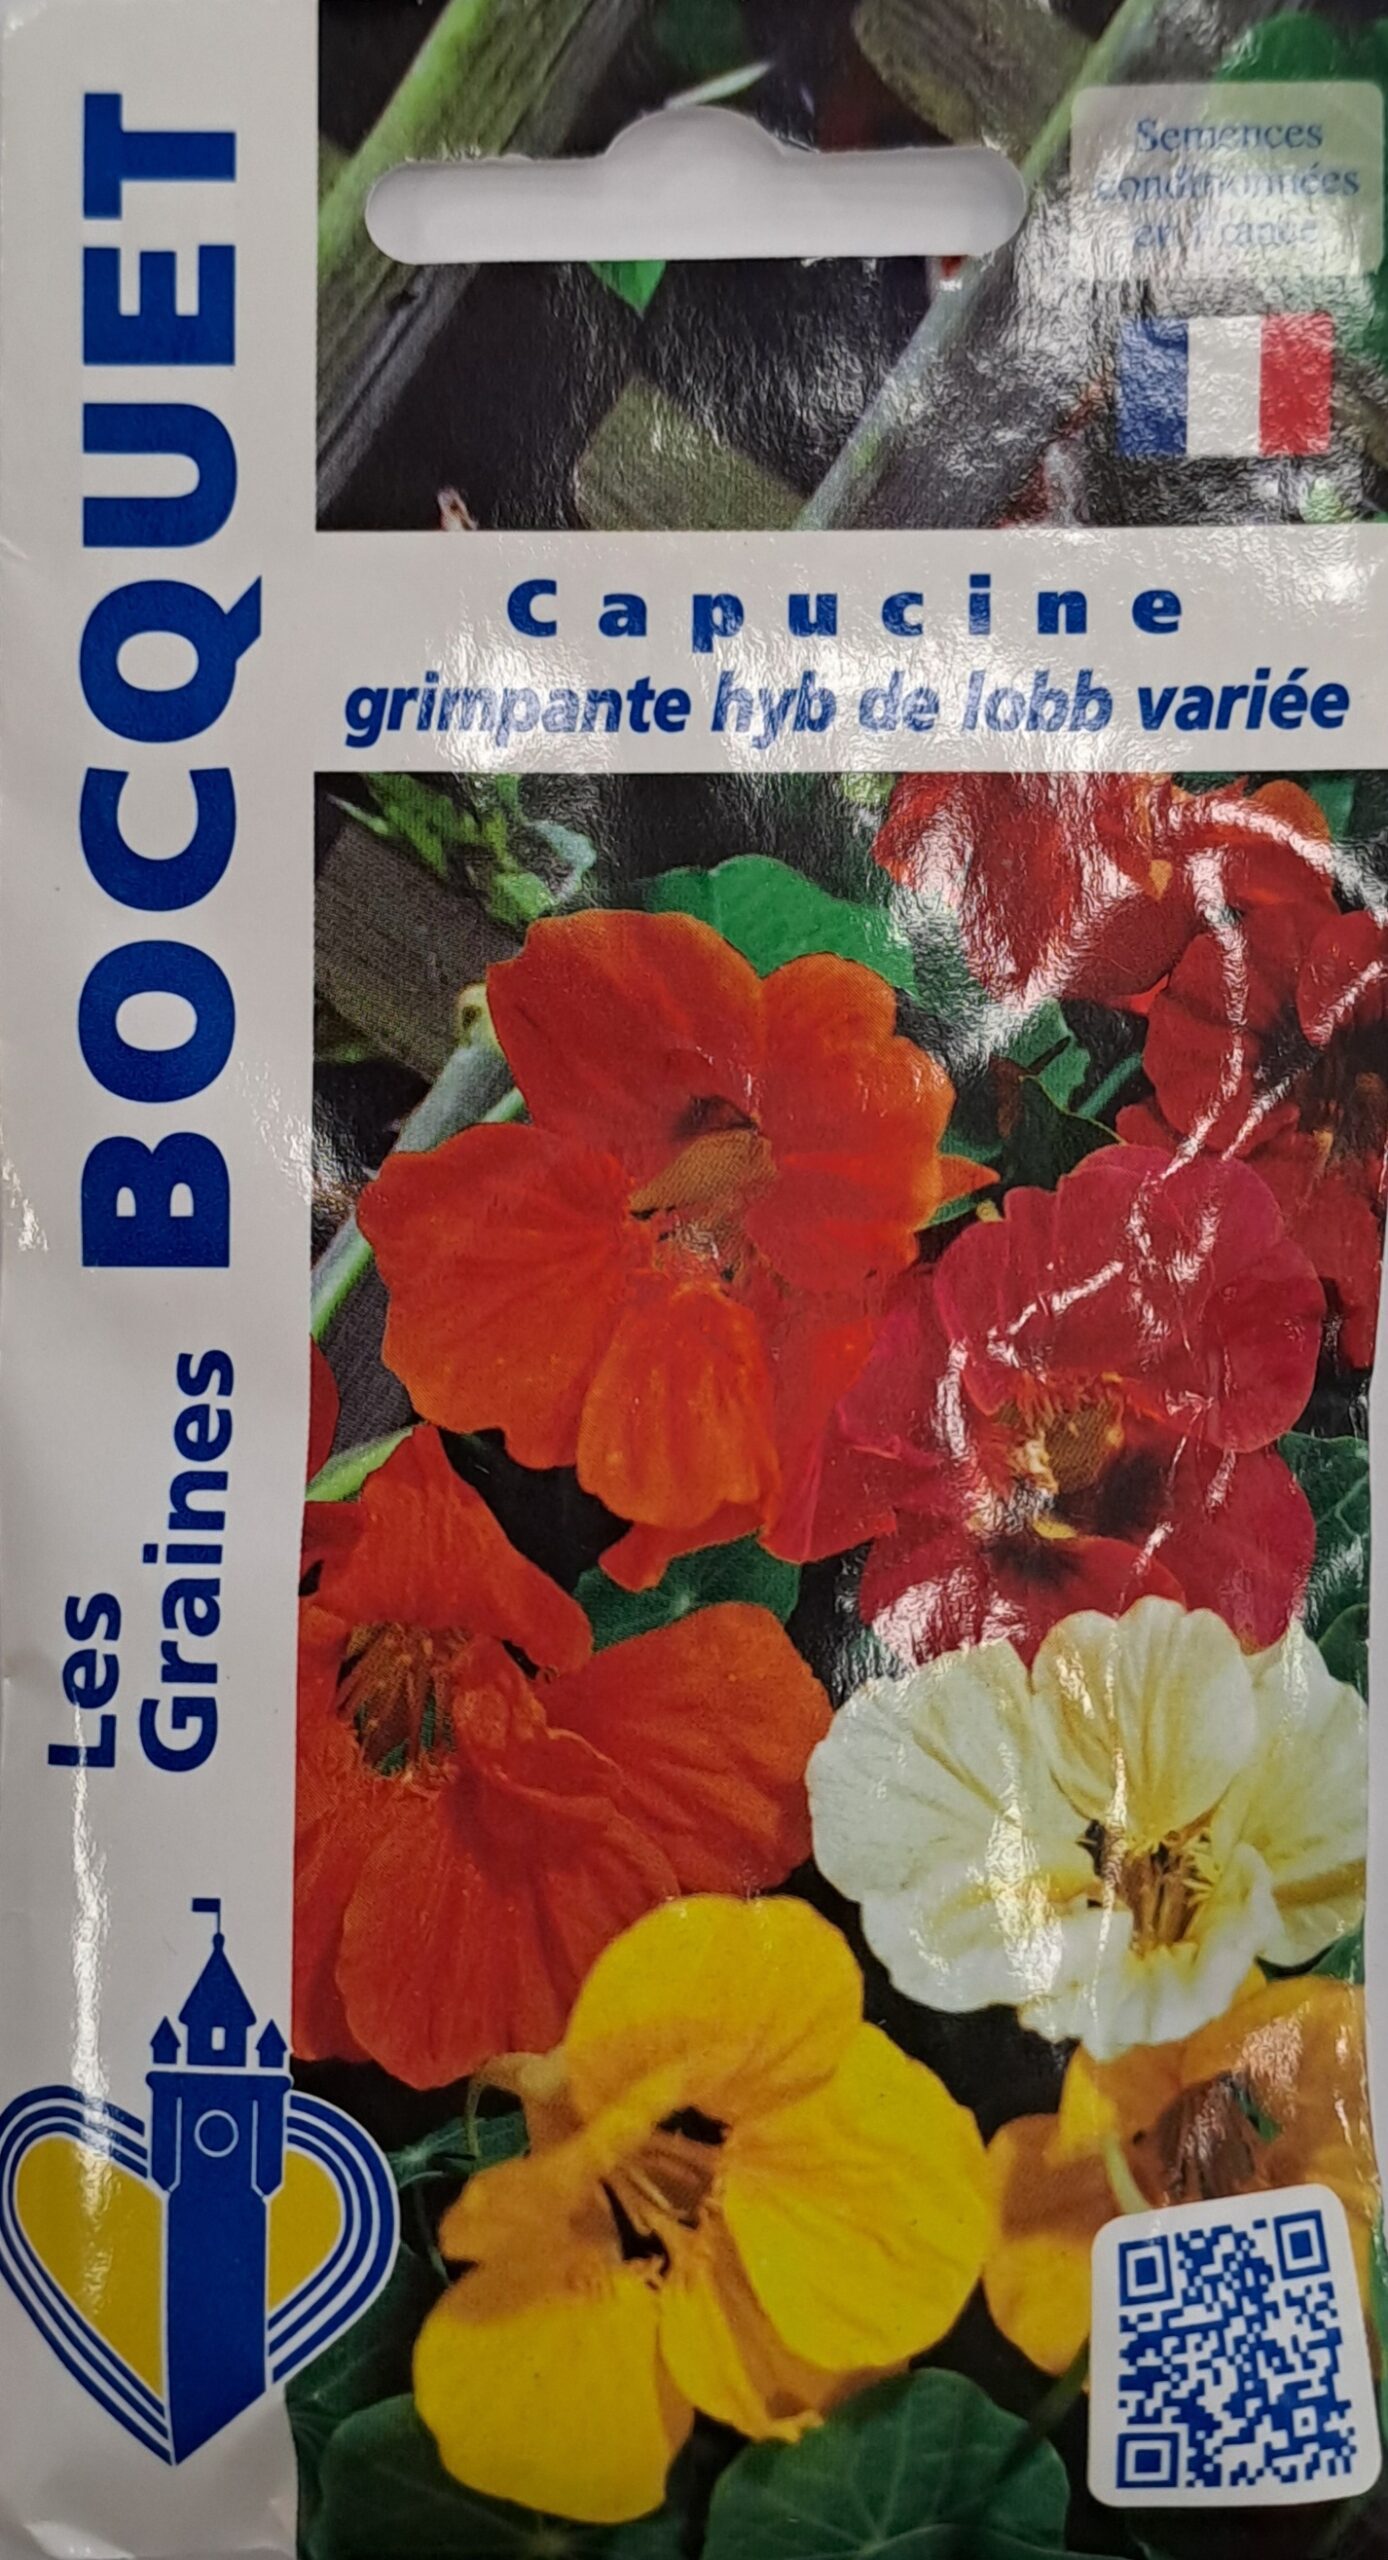 Semences
conditionnées
en France
Capucine
grimpante hyb de lobb variée
Les
Graines
BOCQUET